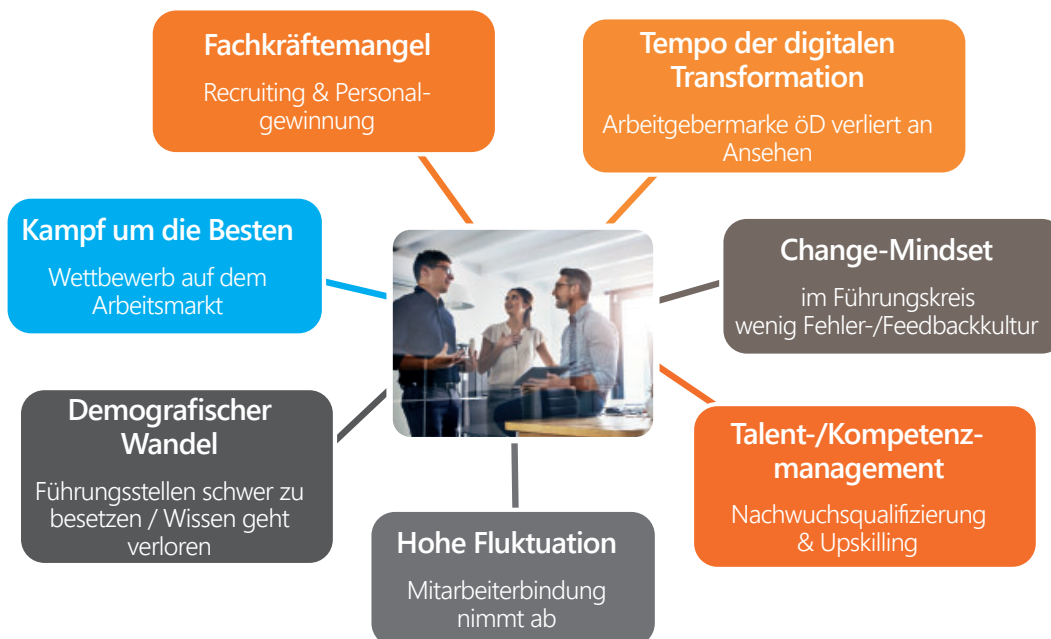 Fachkräftemangel
Recruiting & Personal-
gewinnung
Tempo der digitalen
Transformation
Arbeitgebermarke öD verliert an
Ansehen
Kampf um die Besten
Wettbewerb auf dem
Arbeitsmarkt
Change-Mindset
im Führungskreis
wenig Fehler-/Feedbackkultur
Demografischer
Wandel
Führungsstellen schwer zu
besetzen / Wissen geht
verloren
Talent-/Kompetenz-
management
Nachwuchsqualifizierung
& Upskilling
Hohe Fluktuation
Mitarbeiterbindung
nimmt ab